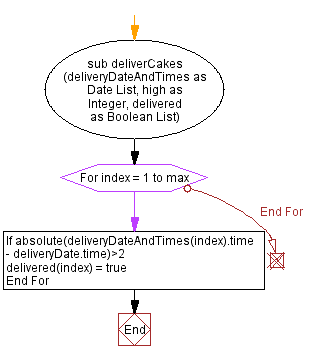 sub deliverCakes
(deliveryDateAndTimes as
Date List, high as
Integer, delivered
as Boolean List)
For index = 1 to max
End For
If absolute(deliveryDateAndTimes(index).time
- deliveryDate.time)>2
delivered(index) = true
End For
End